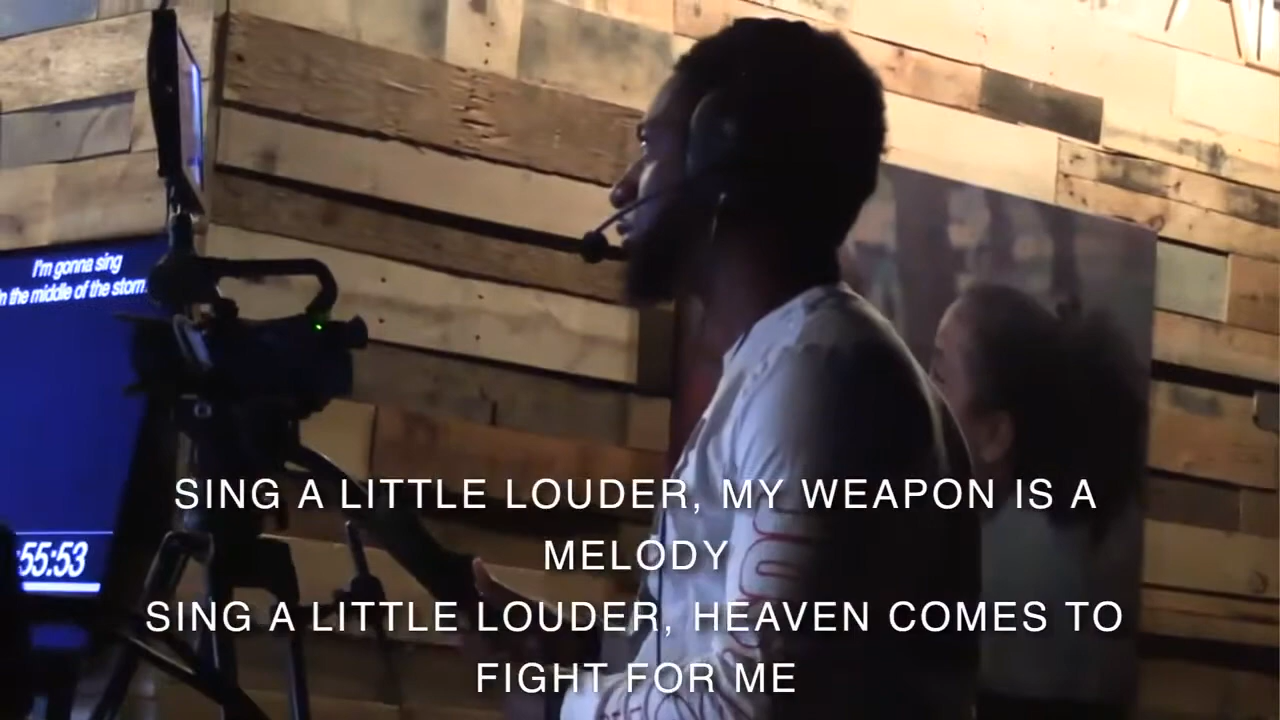 I'm gonna sing
n the middle of the storm
:55:53
SING A LITTLE LOUDER, MY WEAPON IS A
MELODY
SING A LITTLE LOUDER, HEAVEN COMES TO
FIGHT FOR ME